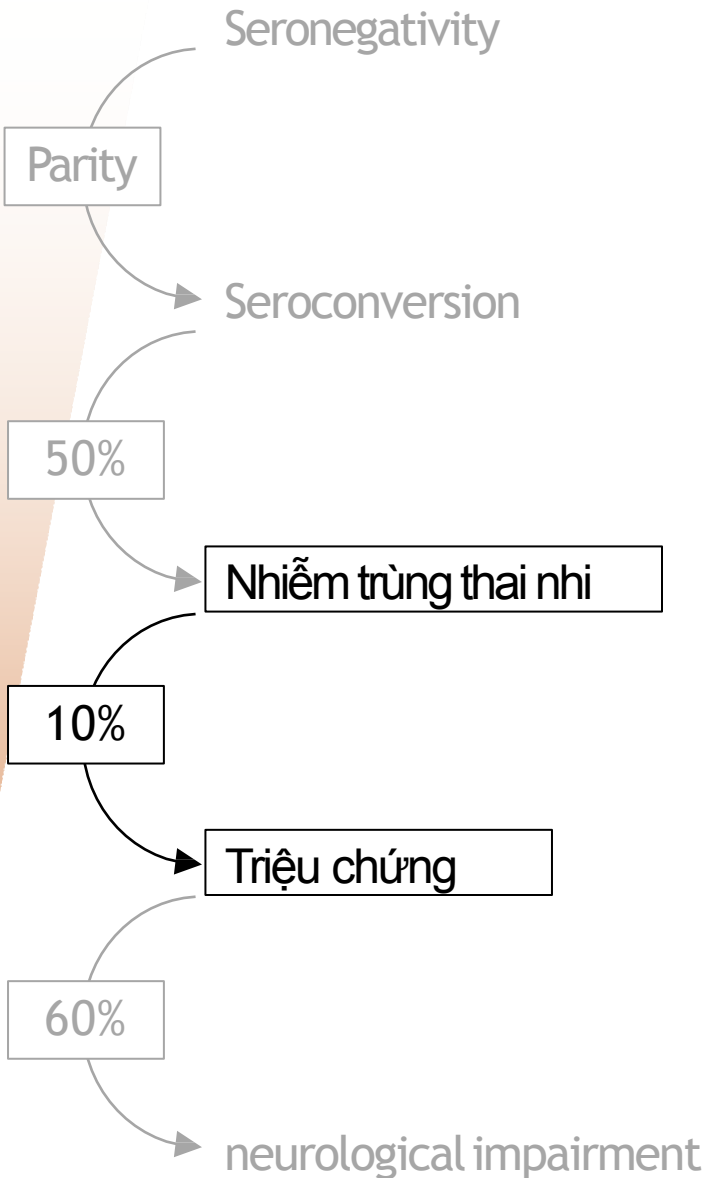 Seronegativity
Parity
Seroconversion
50%
Nhiễm trùng thai nhi
10%
Triệu chứng
60%
neurological impairment